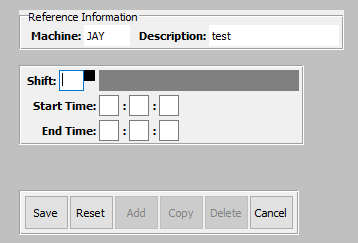 Reference Information
Machine: JAY Description: test
Shift:
Start Time: : :
End Time: : :
Save Reset Add Copy Delete Cancel